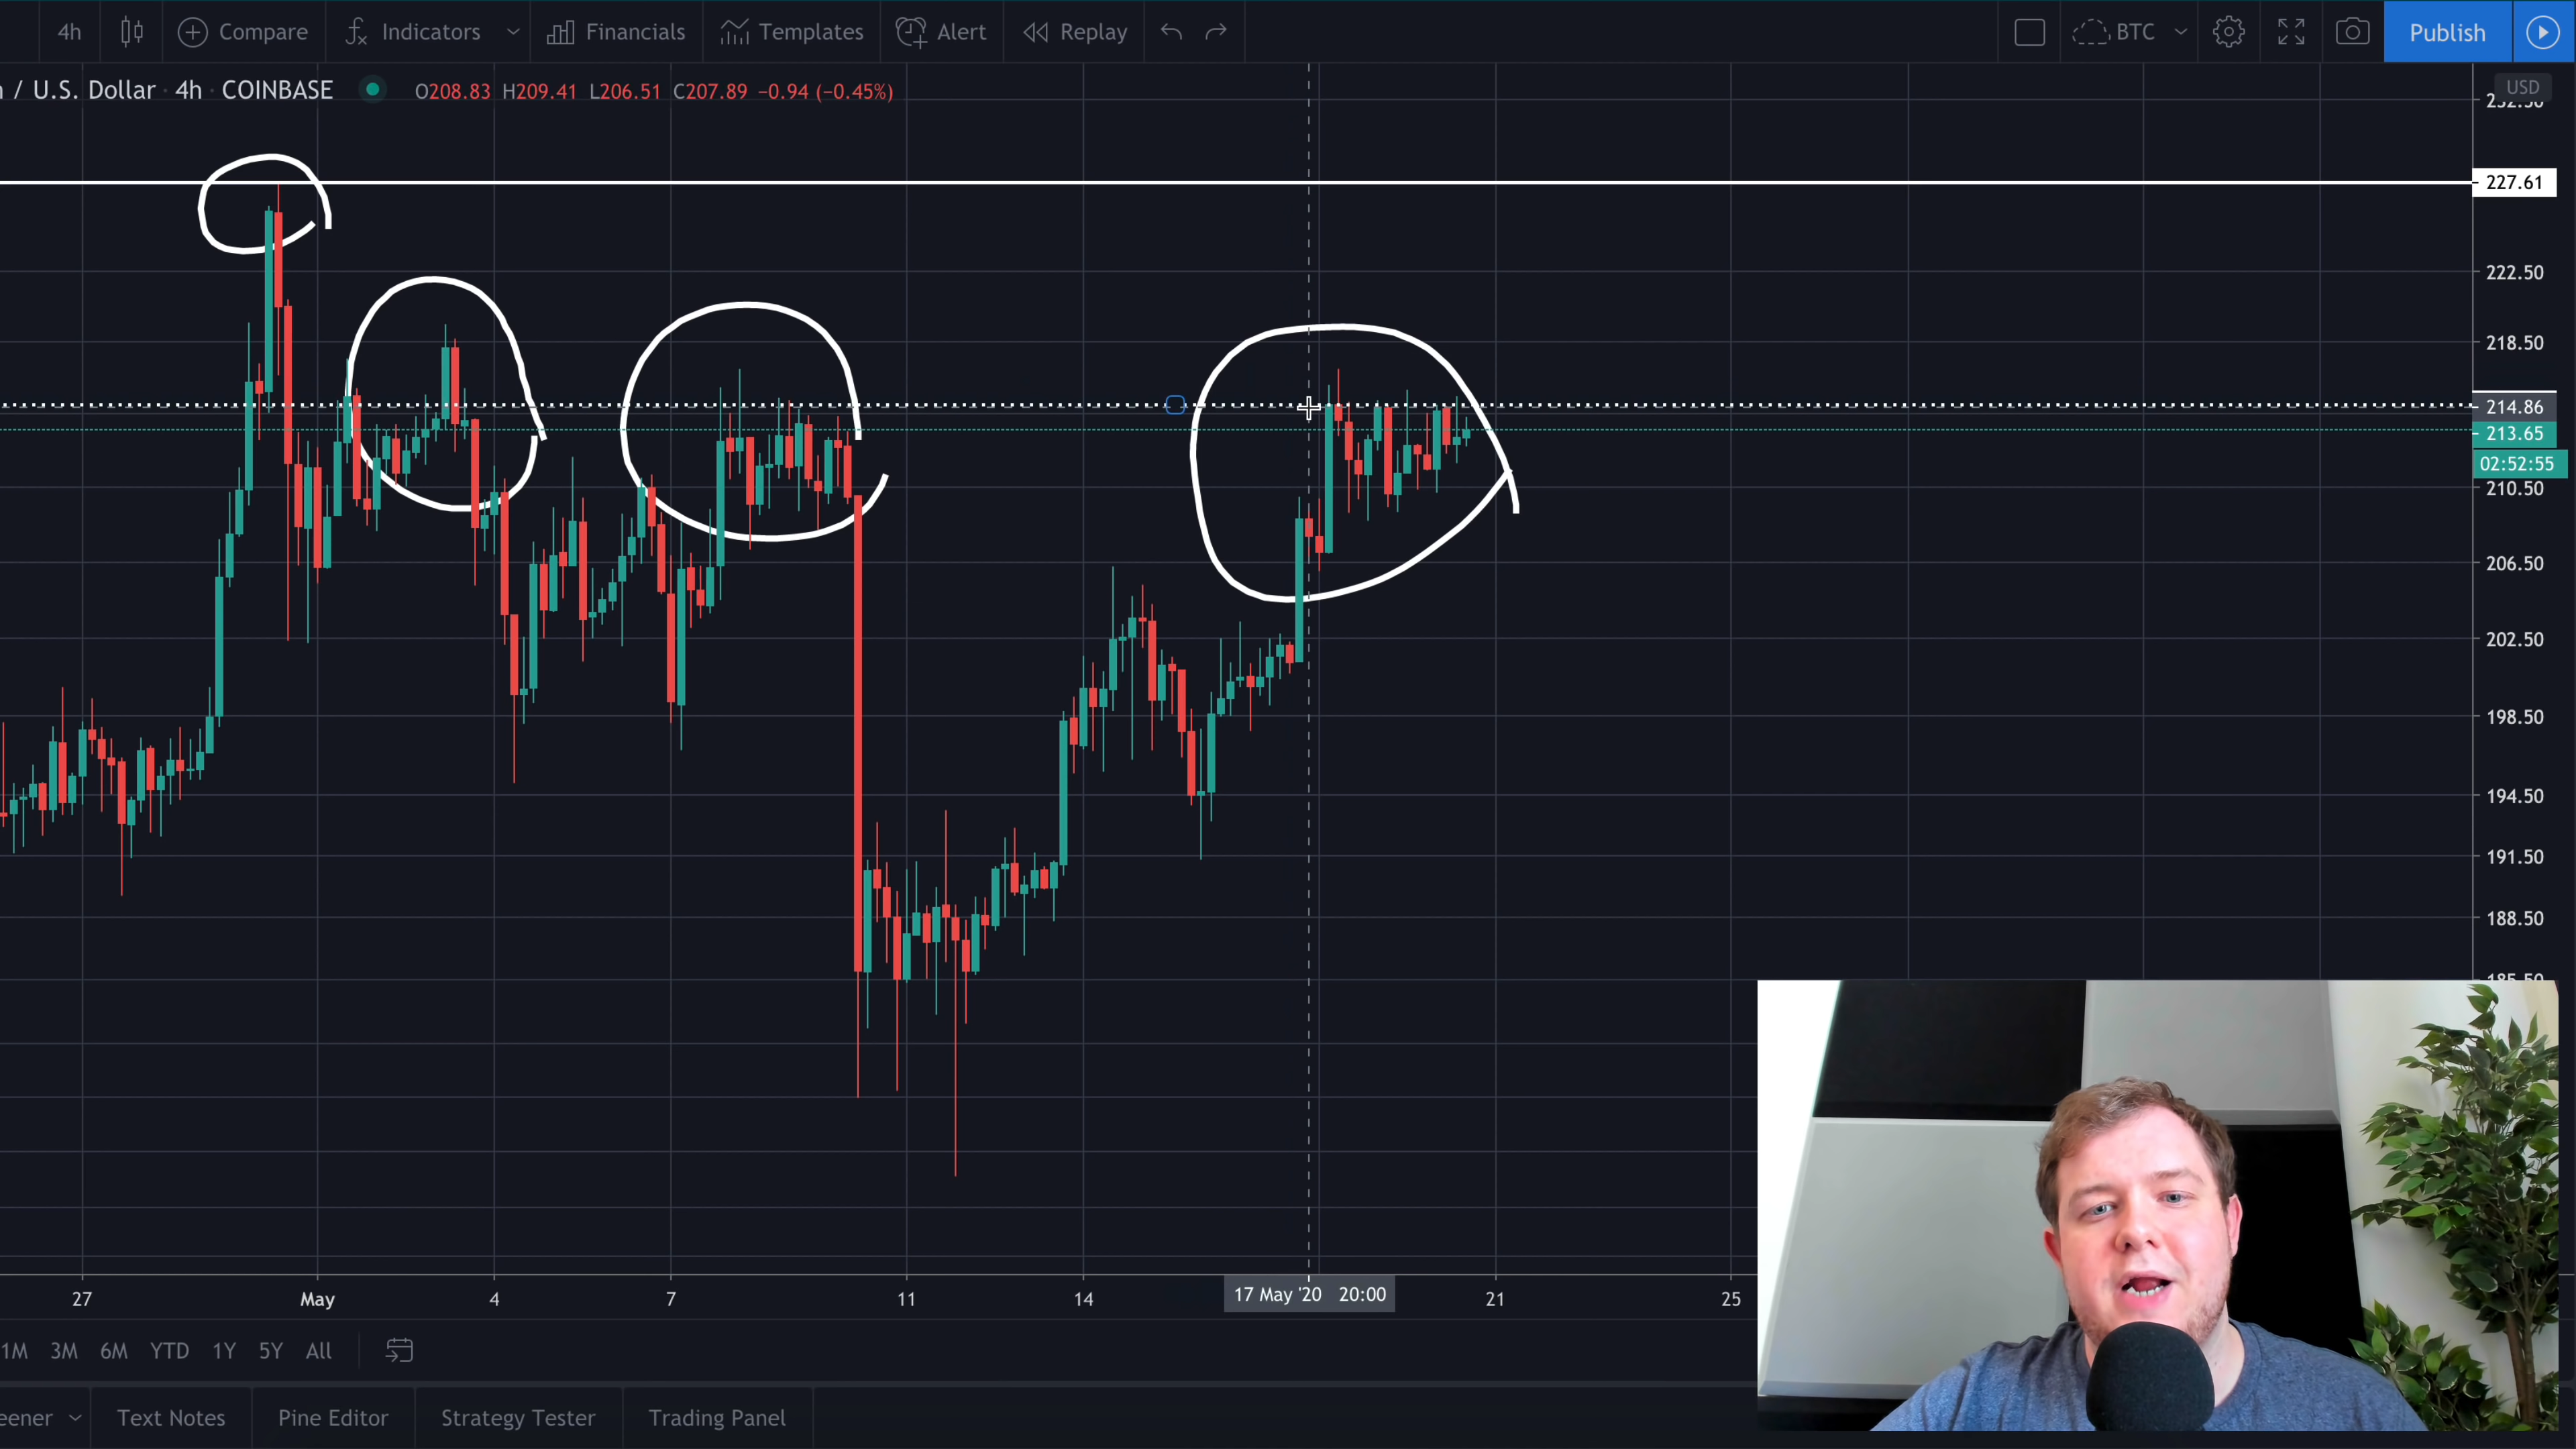 4h Compare Indicators Financials Templates Alert Replay BTC Publish
/ U.S. Dollar · 4h · COINBASE O208.83 H209.41 L206.51 C207.89 −0.94 (−0.45%)
USD
232.50
227.61
222.50
218.50
214.86
213.65
02:52:55
210.50
206.50
202.50
198.50
194.50
191.50
188.50
185.50
27 May 4 7 11 14 17 May '20 20:00 21 25
1M 3M 6M YTD 1Y 5Y All
eener Text Notes Pine Editor Strategy Tester Trading Panel